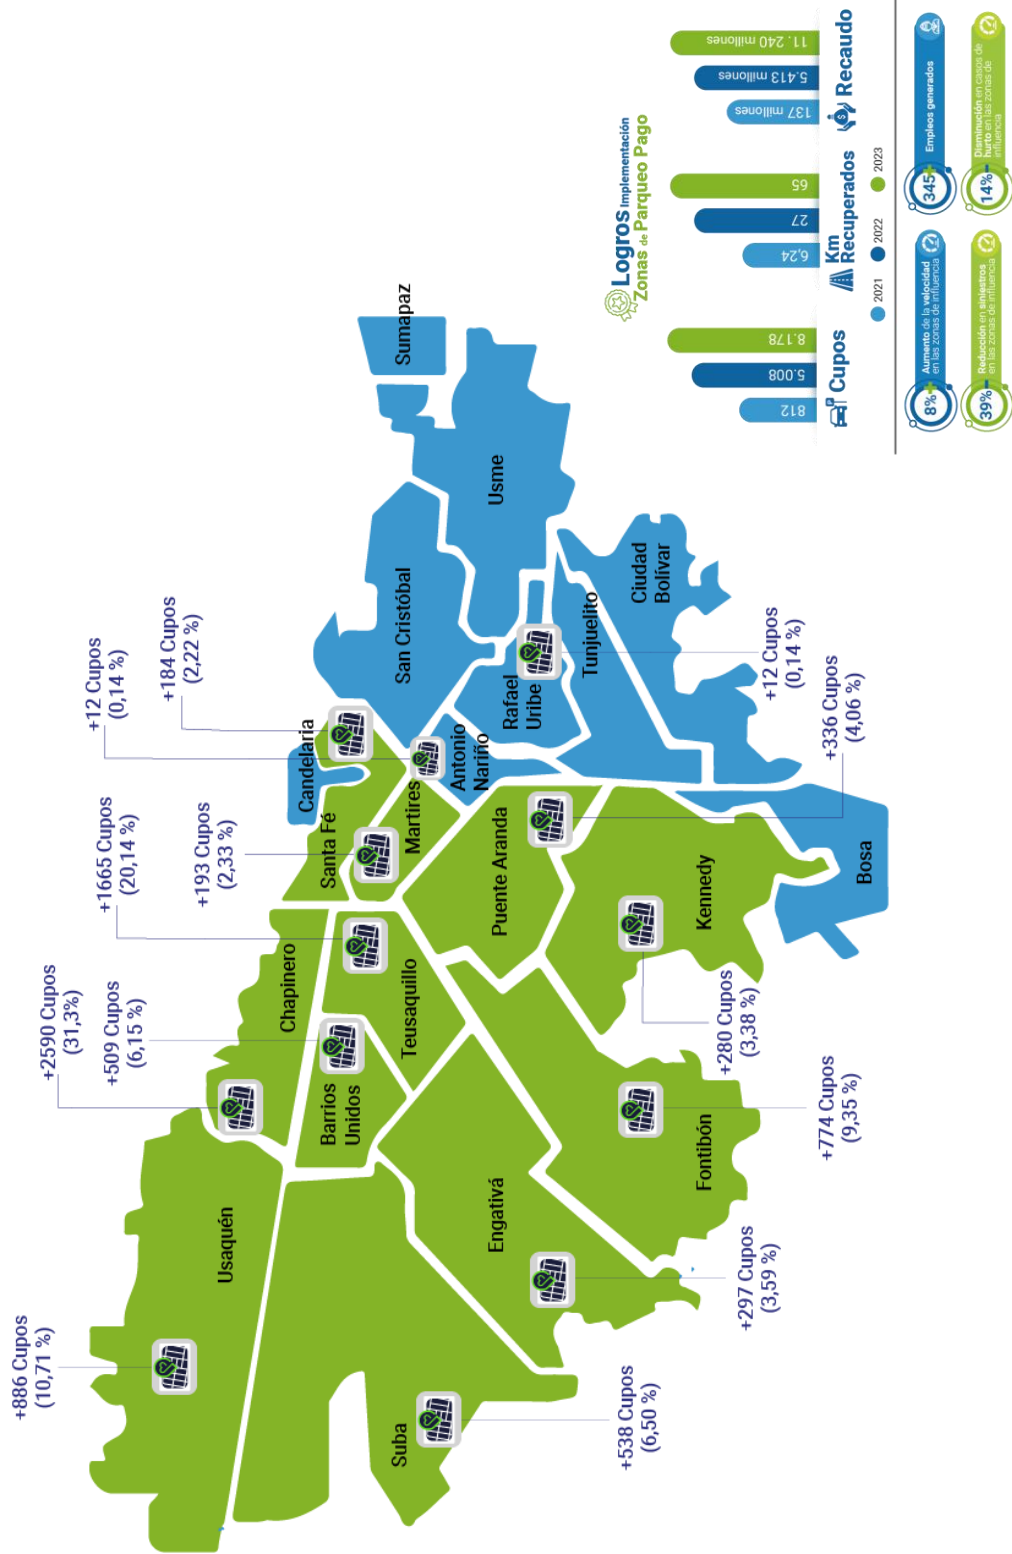 +886 Cupos
(10,71 %)
+2590 Cupos
(31,3%)
+509 Cupos
(6,15 %)
+1665 Cupos
(20,14 %)
+193 Cupos
(2,33 %)
+12 Cupos
(0,14 %)
+184 Cupos
(2,22 %)
Usaquén
Chapinero
Santa Fé
Candelaria
Barrios
Unidos
Teusaquillo
Martires
Antonio
Nariño
San Cristóbal
Sumapaz
Suba
Engativá
Puente Aranda
Rafael
Uribe
Tunjuelito
Usme
Ciudad
Bolívar
Fontibón
Kennedy
Bosa
+538 Cupos
(6,50 %)
+297 Cupos
(3,59 %)
+774 Cupos
(9,35 %)
+280 Cupos
(3,38 %)
+336 Cupos
(4,06 %)
+12 Cupos
(0,14 %)
Logros Implementación
Zonas de Parqueo Pago
812
5.008
8.178
6,24
27
65
137 millones
5.413 millones
11. 240 millones
Cupos
Km
Recuperados
Recaudo
2021
2022
2023
8%+
Aumento de la velocidad
en las zonas de influencia
345+
Empleos generados
39%-
Reducción en siniestros
en las zonas de influencia
14%-
Disminución en casos de
hurto en las zonas de
influencia